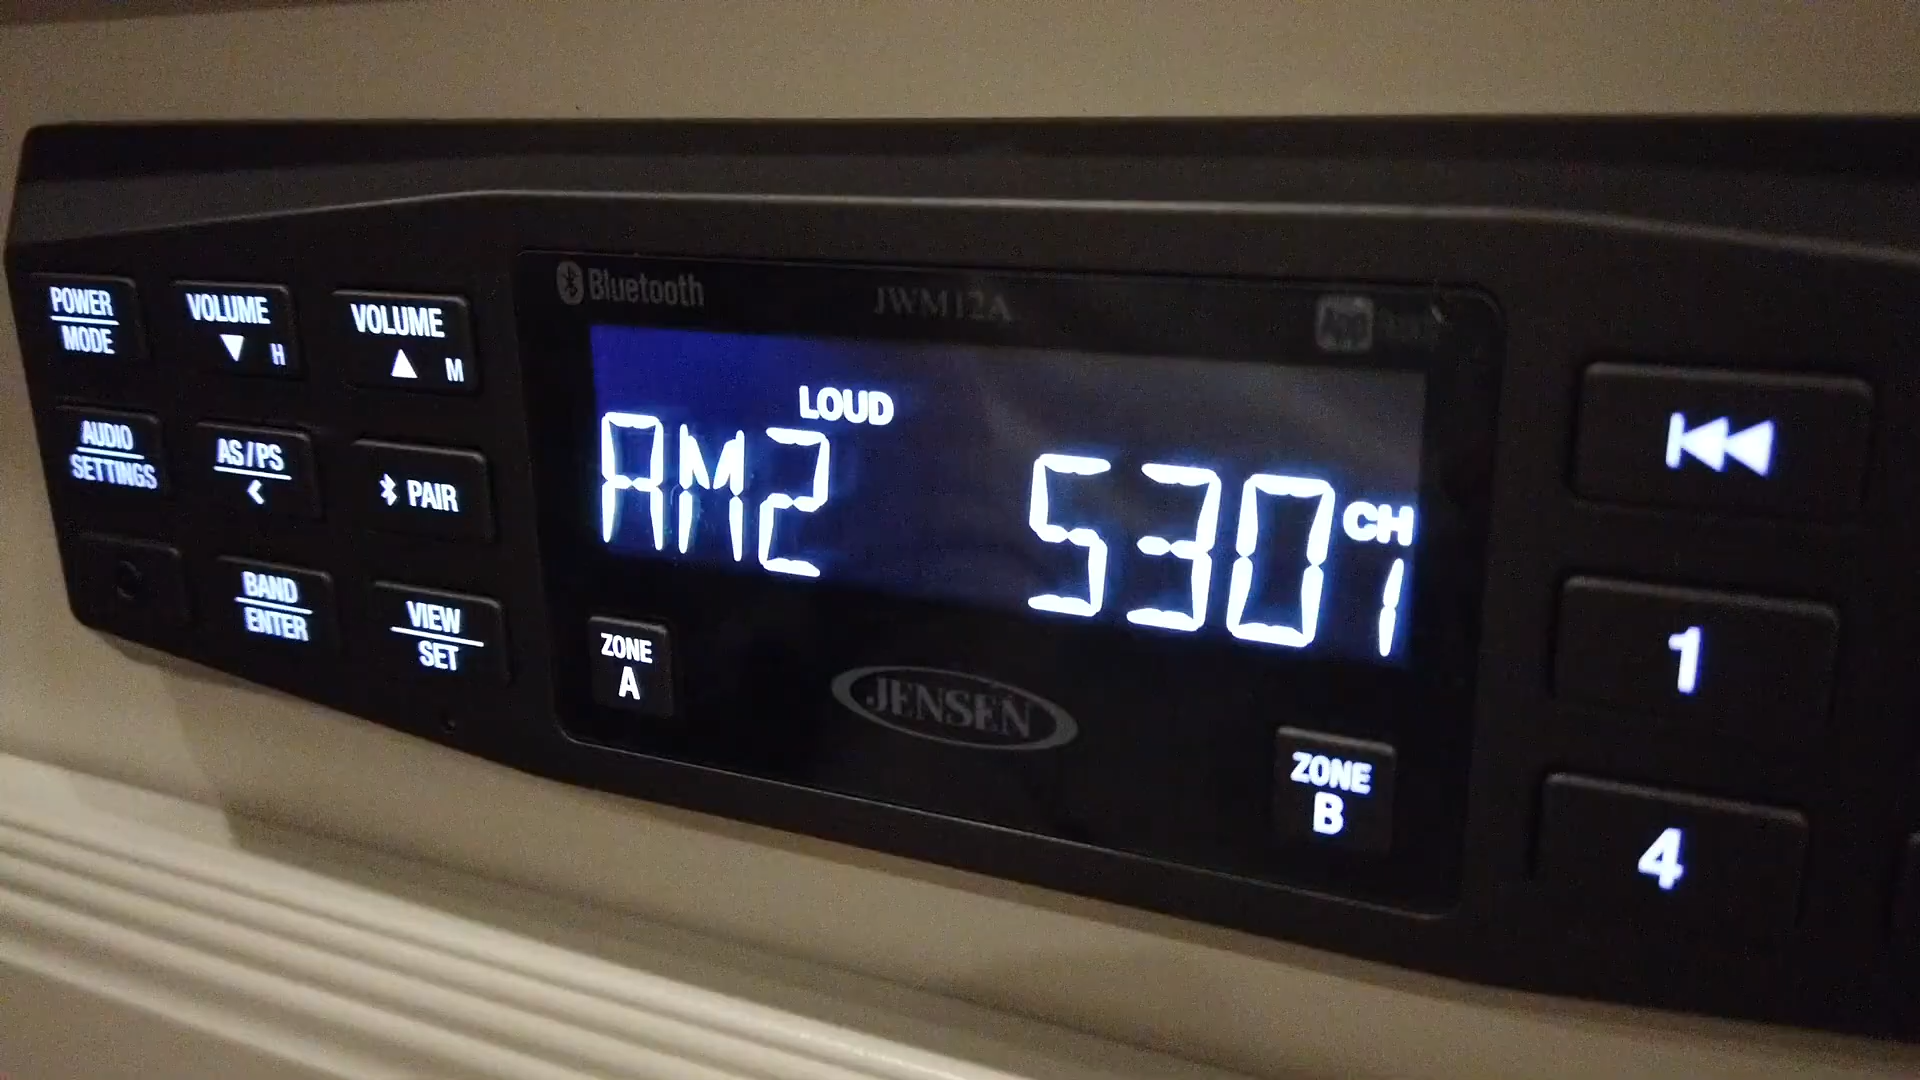 Bluetooth
JWM12A
App
POWER
MODE
VOLUME
▼ H
VOLUME
▲ M
LOUD
AM2 530 CH 1
AUDIO
SETTINGS
AS/PS
<
PAIR
BAND
ENTER
VIEW
SET
ZONE
A
JENSEN
ZONE
B
1
4